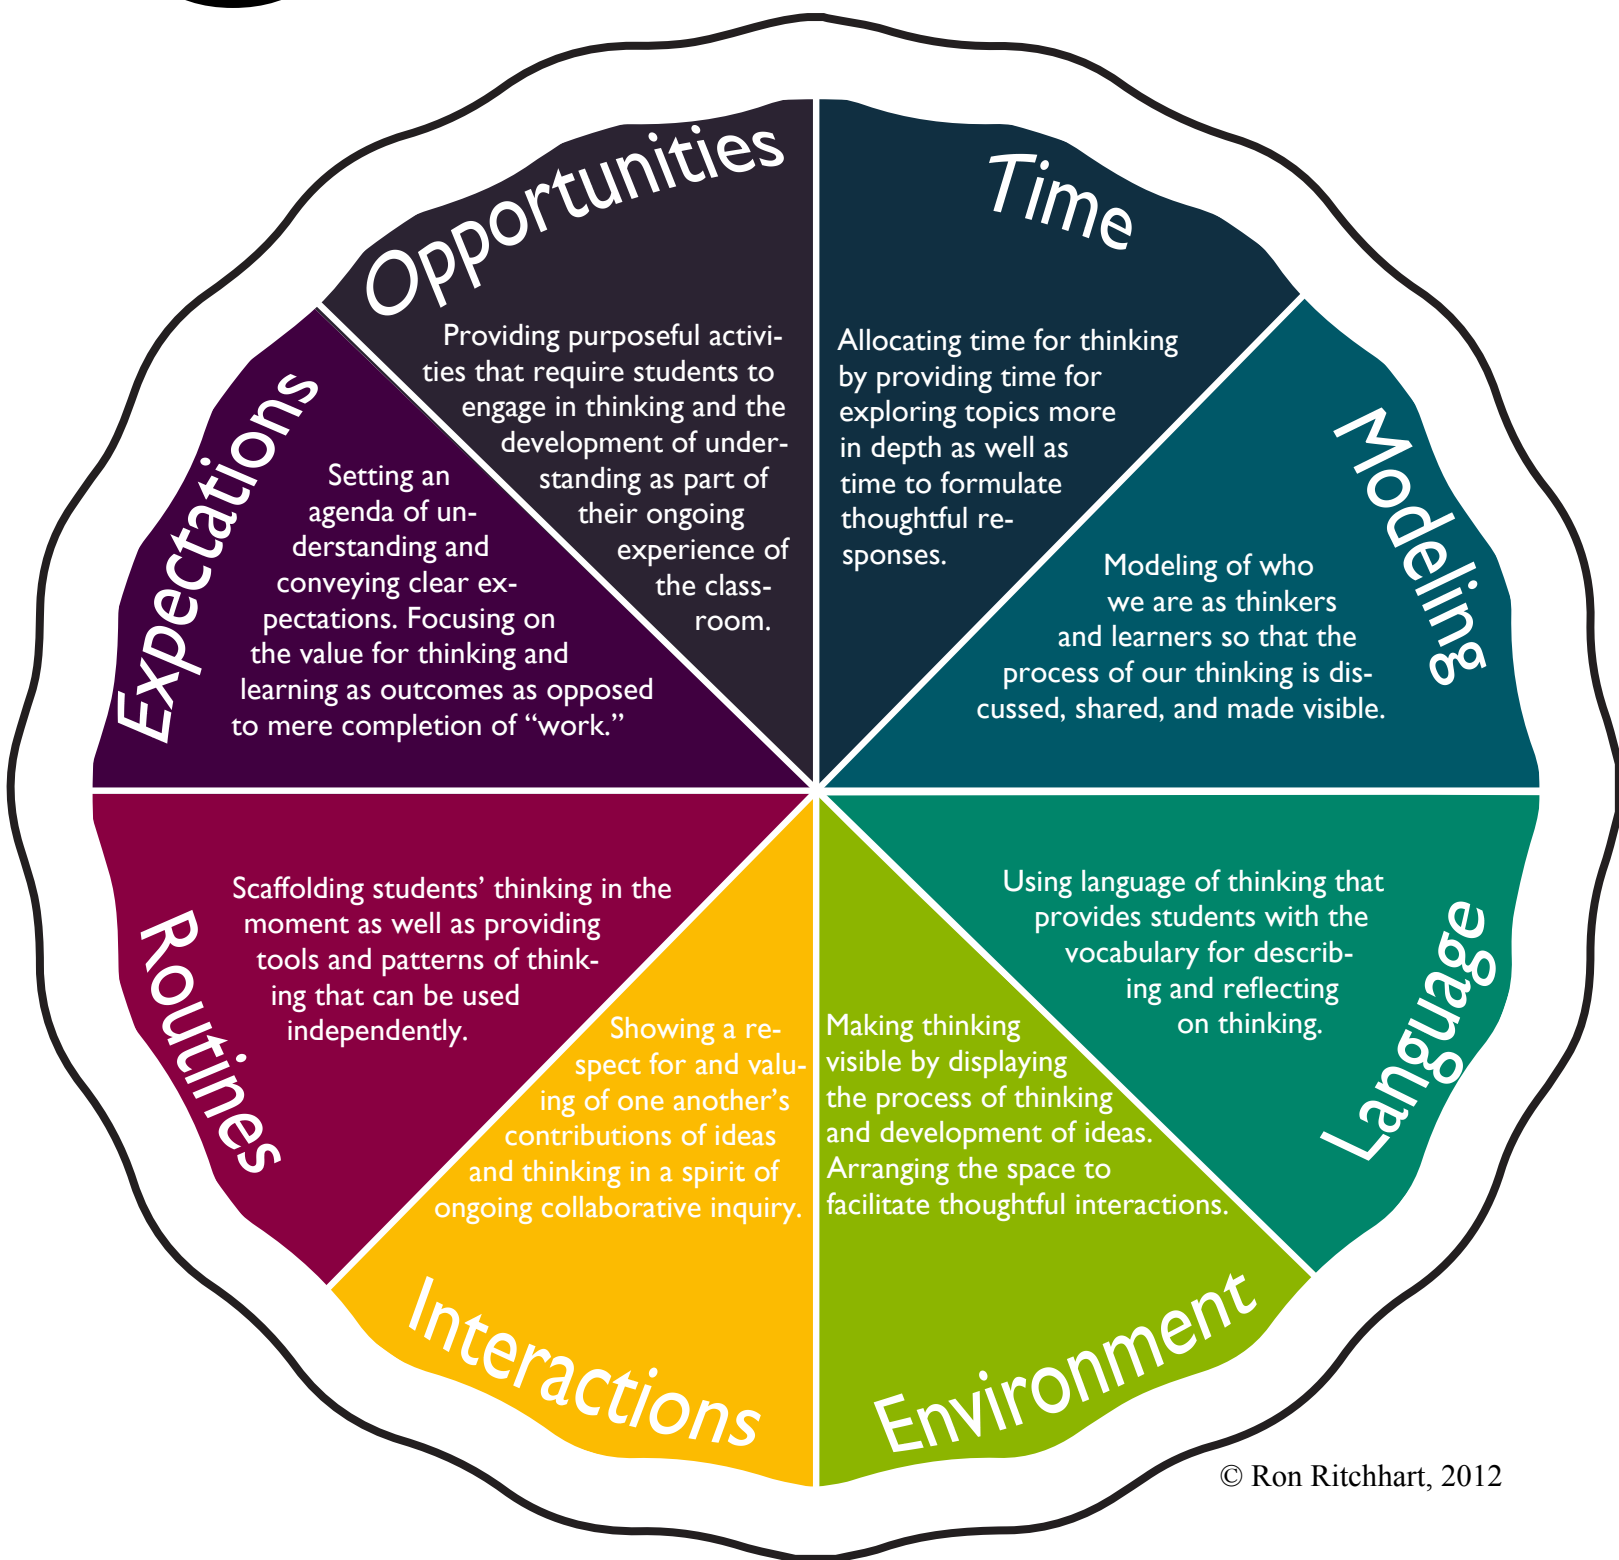 Opportunities
Providing purposeful activi-
ties that require students to
engage in thinking and the
development of under-
standing as part of
their ongoing
experience of
the class-
room.
Time
Allocating time for thinking
by providing time for
exploring topics more
in depth as well as
time to formulate
thoughtful re-
sponses.
Modeling
Modeling of who
we are as thinkers
and learners so that the
process of our thinking is dis-
cussed, shared, and made visible.
Language
Using language of thinking that
provides students with the
vocabulary for describ-
ing and reflecting
on thinking.
Environment
Making thinking
visible by displaying
the process of thinking
and development of ideas.
Arranging the space to
facilitate thoughtful interactions.
Interactions
Showing a re-
spect for and valu-
ing of one another’s
contributions of ideas
and thinking in a spirit of
ongoing collaborative inquiry.
Routines
Scaffolding students’ thinking in the
moment as well as providing
tools and patterns of think-
ing that can be used
independently.
Expectations
Setting an
agenda of un-
derstanding and
conveying clear ex-
pectations. Focusing on
the value for thinking and
learning as outcomes as opposed
to mere completion of “work.”
© Ron Ritchhart, 2012